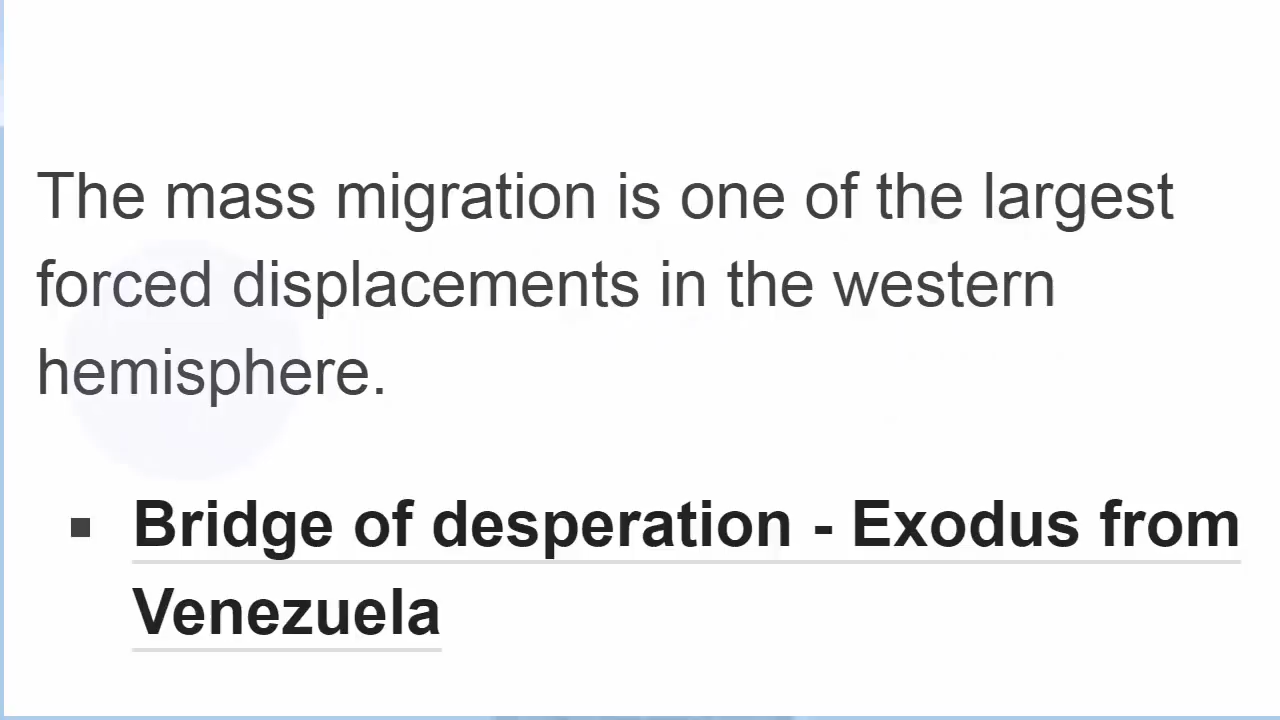 The mass migration is one of the largest
forced displacements in the western
hemisphere.
Bridge of desperation - Exodus from
Venezuela